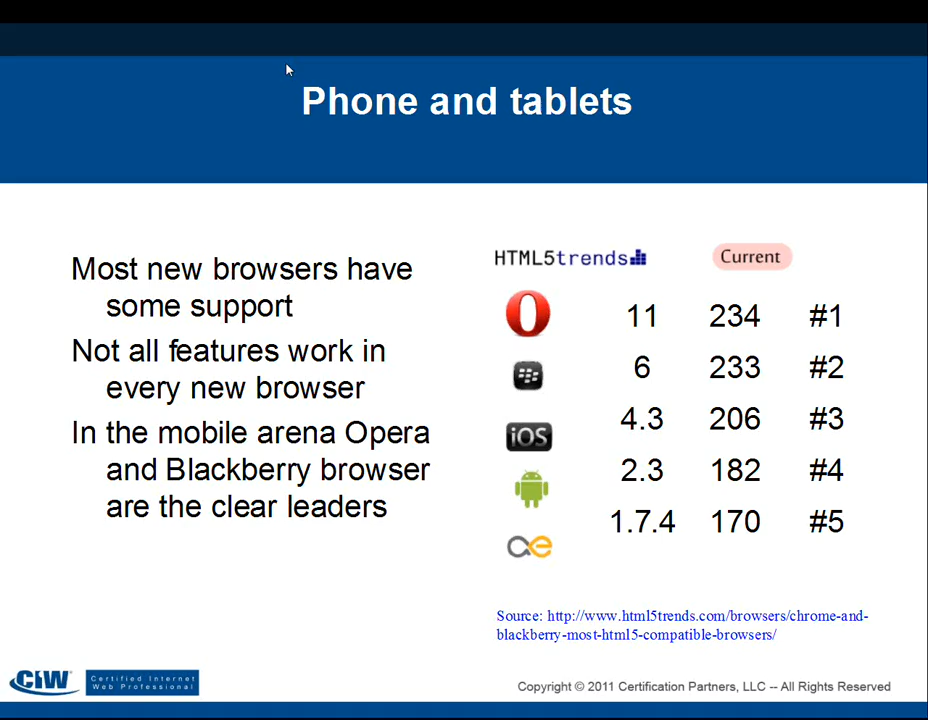 Phone and tablets
Most new browsers have
some support
Not all features work in
every new browser
In the mobile arena Opera
and Blackberry browser
are the clear leaders
HTML5trends Current
11 234 #1
6 233 #2
iOS 4.3 206 #3
2.3 182 #4
ae 1.7.4 170 #5
Source: http://www.html5trends.com/browsers/chrome-and-
blackberry-most-html5-compatible-browsers/
CIW Certified Internet
Web Professional
Copyright © 2011 Certification Partners, LLC -- All Rights Reserved